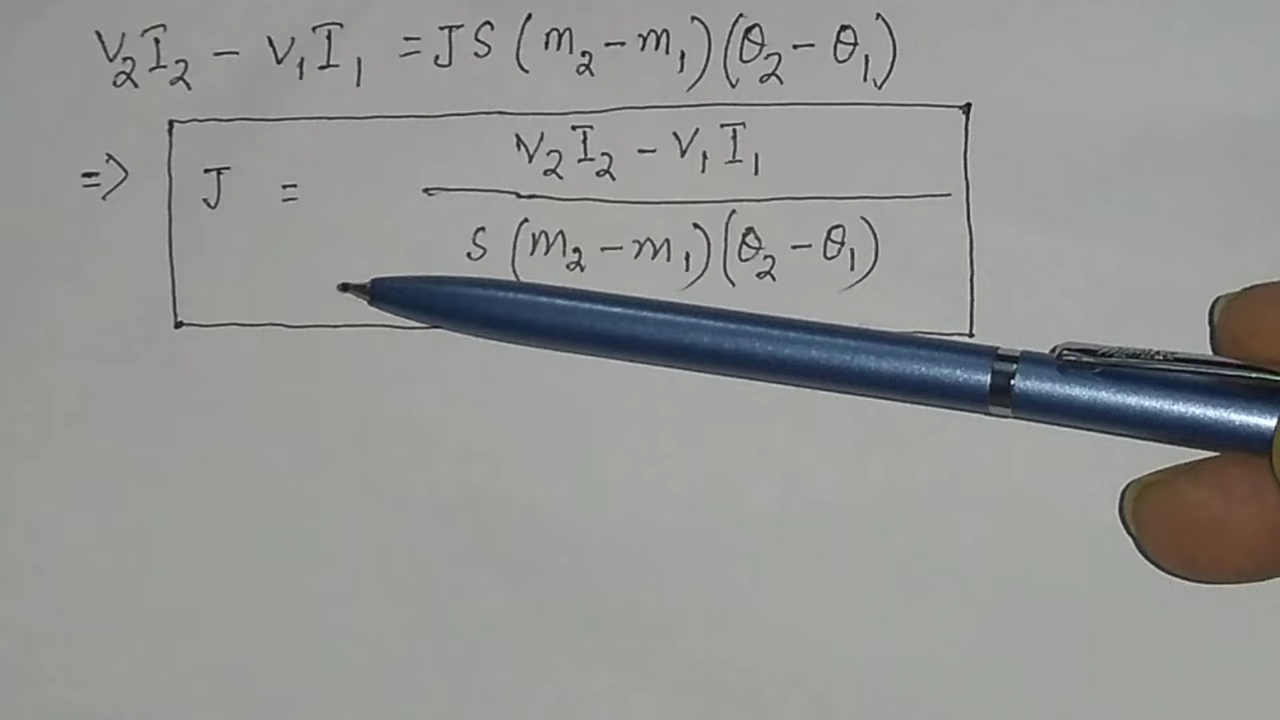 V₂I₂ − V₁I₁ = JS(m₂−m₁)(θ₂−θ₁)
=> J = V₂I₂ − V₁I₁ / S(m₂−m₁)(θ₂−θ₁)